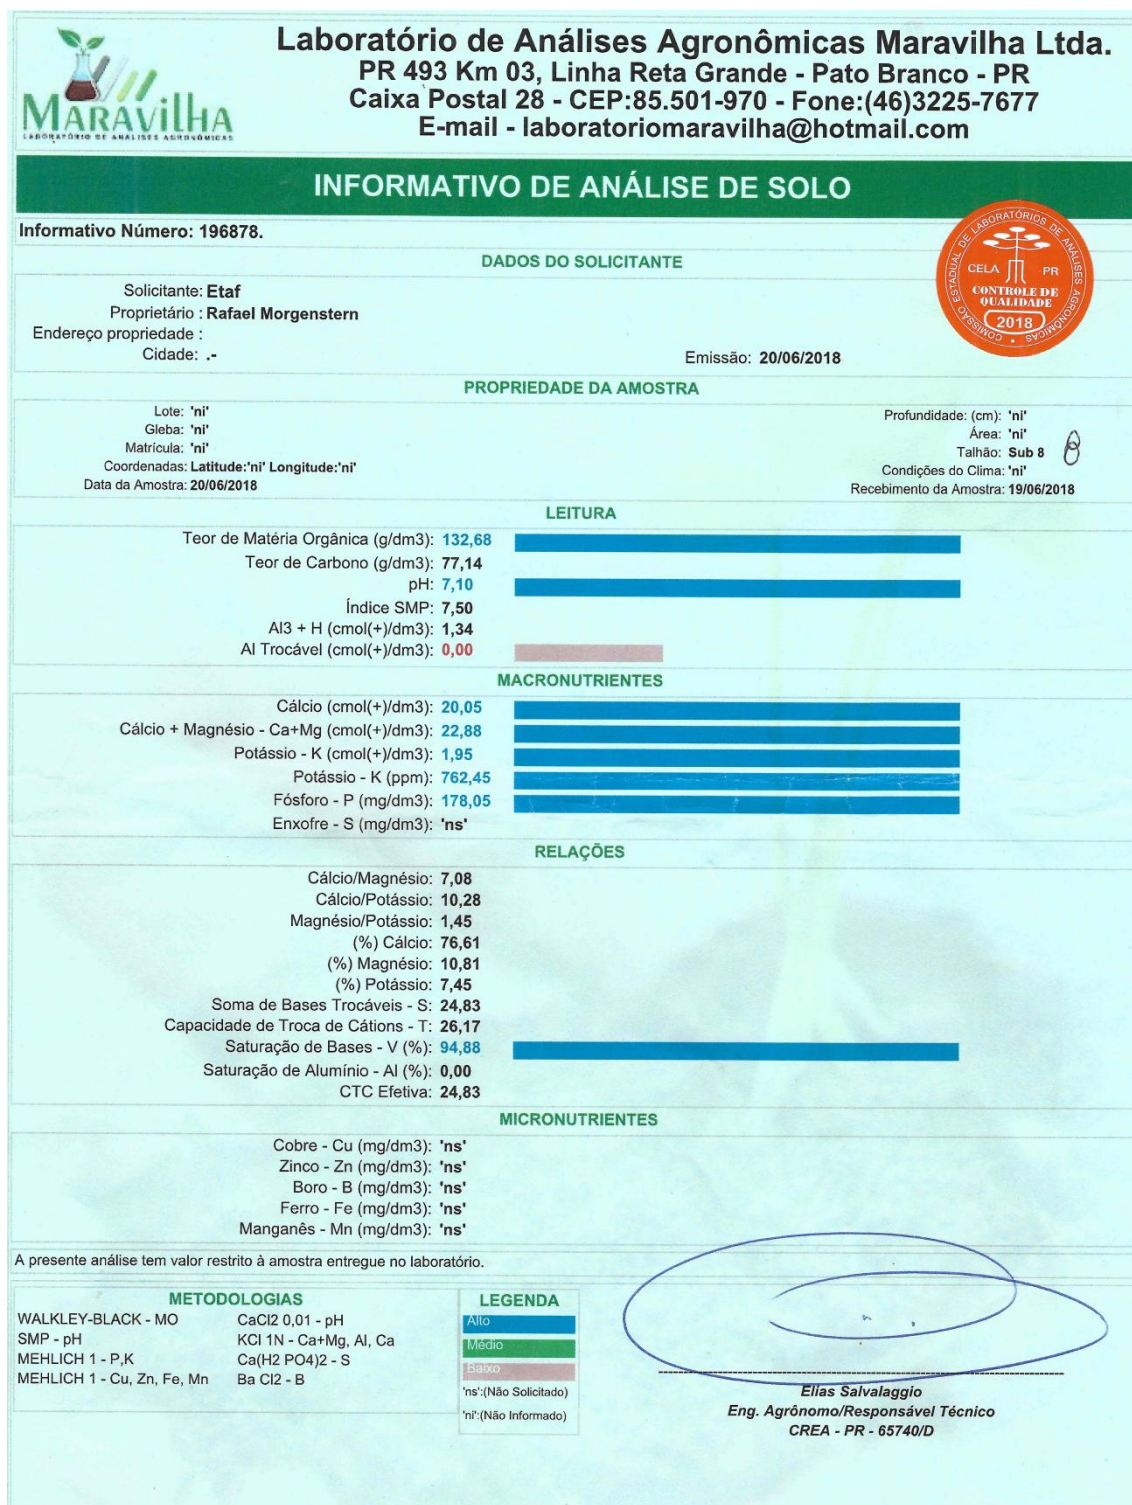 MARAVILHA
LABORATÓRIO DE ANÁLISES AGRONÔMICAS
Laboratório de Análises Agronômicas Maravilha Ltda.
PR 493 Km 03, Linha Reta Grande - Pato Branco - PR
Caixa Postal 28 - CEP:85.501-970 - Fone:(46)3225-7677
E-mail - laboratoriomaravilha@hotmail.com
INFORMATIVO DE ANÁLISE DE SOLO
Informativo Número: 196878.
COMISSÃO ESTADUAL DE LABORATÓRIOS DE ANÁLISES AGRONÔMICAS
CELA PR
CONTROLE DE
QUALIDADE
2018
DADOS DO SOLICITANTE
Solicitante: Etaf
Proprietário : Rafael Morgenstern
Endereço propriedade :
Cidade: .-
Emissão: 20/06/2018
PROPRIEDADE DA AMOSTRA
Lote: 'ni'
Gleba: 'ni'
Matrícula: 'ni'
Coordenadas: Latitude:'ni' Longitude:'ni'
Data da Amostra: 20/06/2018
Profundidade: (cm): 'ni'
Área: 'ni'
Talhão: Sub 8 8
Condições do Clima: 'ni'
Recebimento da Amostra: 19/06/2018
LEITURA
Teor de Matéria Orgânica (g/dm3): 132,68
Teor de Carbono (g/dm3): 77,14
pH: 7,10
Índice SMP: 7,50
Al3 + H (cmol(+)/dm3): 1,34
Al Trocável (cmol(+)/dm3): 0,00
MACRONUTRIENTES
Cálcio (cmol(+)/dm3): 20,05
Cálcio + Magnésio - Ca+Mg (cmol(+)/dm3): 22,88
Potássio - K (cmol(+)/dm3): 1,95
Potássio - K (ppm): 762,45
Fósforo - P (mg/dm3): 178,05
Enxofre - S (mg/dm3): 'ns'
RELAÇÕES
Cálcio/Magnésio: 7,08
Cálcio/Potássio: 10,28
Magnésio/Potássio: 1,45
(%) Cálcio: 76,61
(%) Magnésio: 10,81
(%) Potássio: 7,45
Soma de Bases Trocáveis - S: 24,83
Capacidade de Troca de Cátions - T: 26,17
Saturação de Bases - V (%): 94,88
Saturação de Alumínio - Al (%): 0,00
CTC Efetiva: 24,83
MICRONUTRIENTES
Cobre - Cu (mg/dm3): 'ns'
Zinco - Zn (mg/dm3): 'ns'
Boro - B (mg/dm3): 'ns'
Ferro - Fe (mg/dm3): 'ns'
Manganês - Mn (mg/dm3): 'ns'
A presente análise tem valor restrito à amostra entregue no laboratório.
METODOLOGIAS
WALKLEY-BLACK - MO CaCl2 0,01 - pH
SMP - pH KCl 1N - Ca+Mg, Al, Ca
MEHLICH 1 - P,K Ca(H2 PO4)2 - S
MEHLICH 1 - Cu, Zn, Fe, Mn Ba Cl2 - B
LEGENDA
Alto
Médio
Baixo
'ns':(Não Solicitado)
'ni':(Não Informado)
Elias Salvalaggio
Eng. Agrônomo/Responsável Técnico
CREA - PR - 65740/D